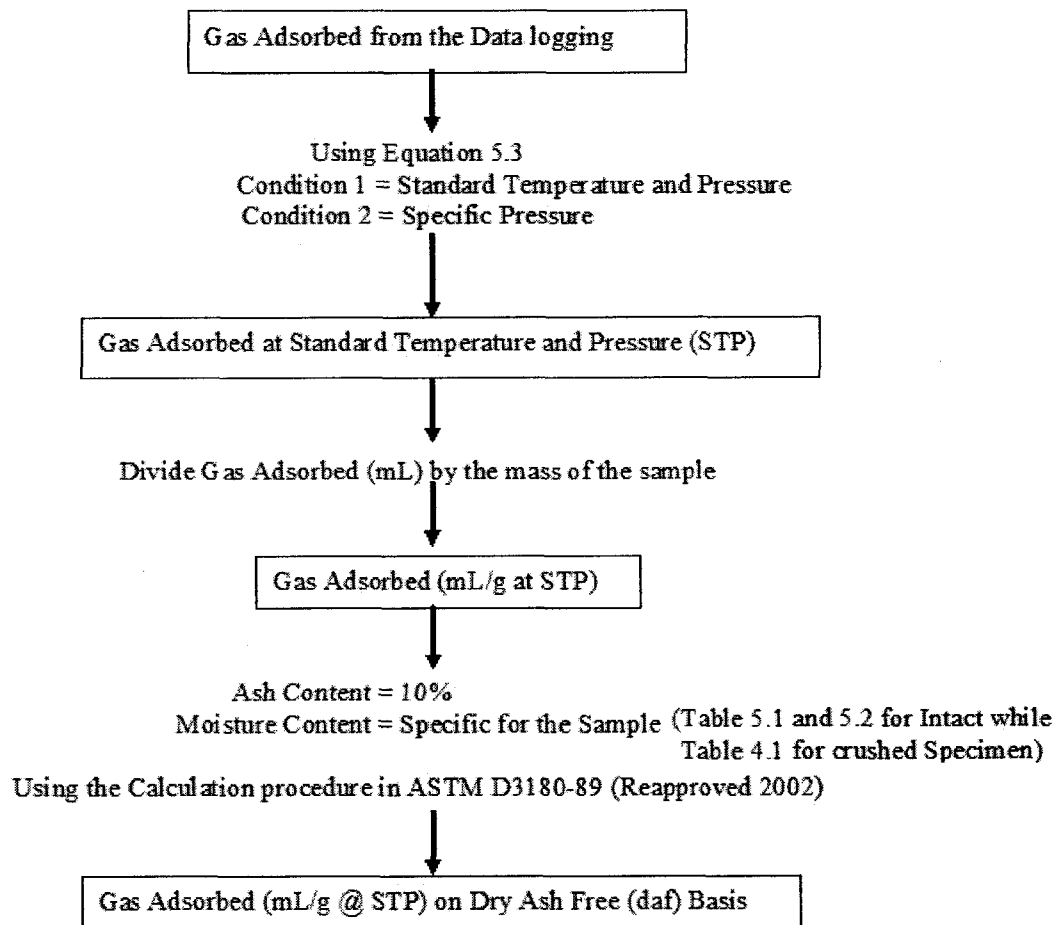 Gas Adsorbed from the Data logging
Using Equation 5.3
Condition 1 = Standard Temperature and Pressure
Condition 2 = Specific Pressure
Gas Adsorbed at Standard Temperature and Pressure (STP)
Divide Gas Adsorbed (mL) by the mass of the sample
Gas Adsorbed (mL/g at STP)
Ash Content = 10%
Moisture Content = Specific for the Sample (Table 5.1 and 5.2 for Intact while
Table 4.1 for crushed Specimen)
Using the Calculation procedure in ASTM D3180-89 (Reapproved 2002)
Gas Adsorbed (mL/g @ STP) on Dry Ash Free (daf) Basis